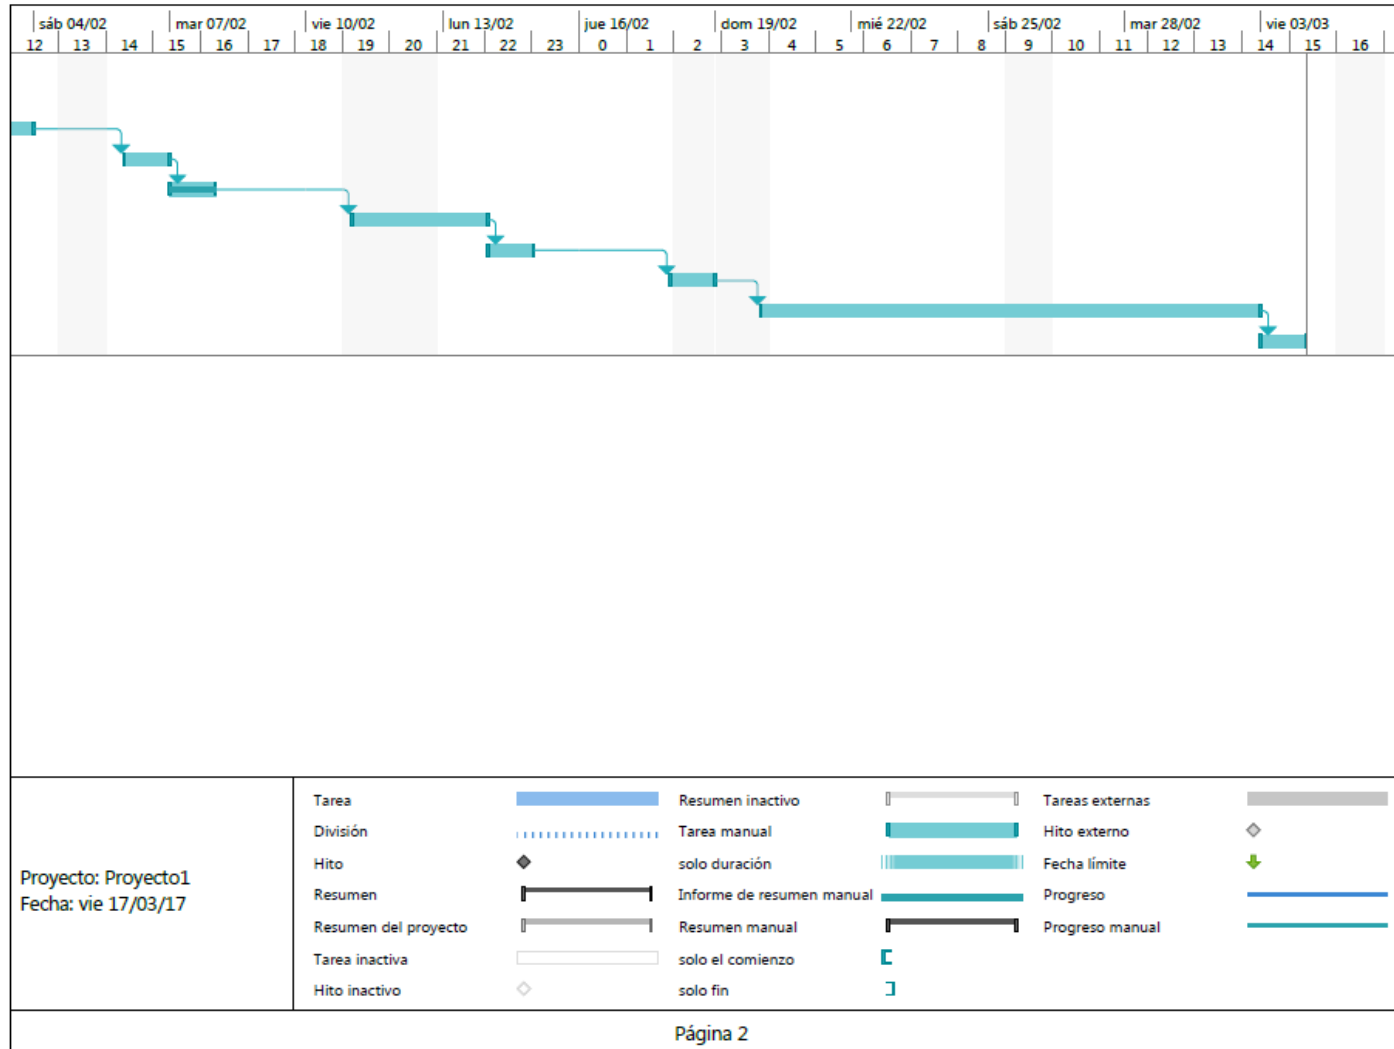 sáb 04/02 mar 07/02 vie 10/02 lun 13/02 jue 16/02 dom 19/02 mié 22/02 sáb 25/02 mar 28/02 vie 03/03
12 13 14 15 16 17 18 19 20 21 22 23 0 1 2 3 4 5 6 7 8 9 10 11 12 13 14 15 16
Proyecto: Proyecto1
Fecha: vie 17/03/17
Tarea
División
Hito
Resumen
Resumen del proyecto
Tarea inactiva
Hito inactivo
Resumen inactivo
Tarea manual
solo duración
Informe de resumen manual
Resumen manual
solo el comienzo
solo fin
Tareas externas
Hito externo
Fecha límite
Progreso
Progreso manual
Página 2